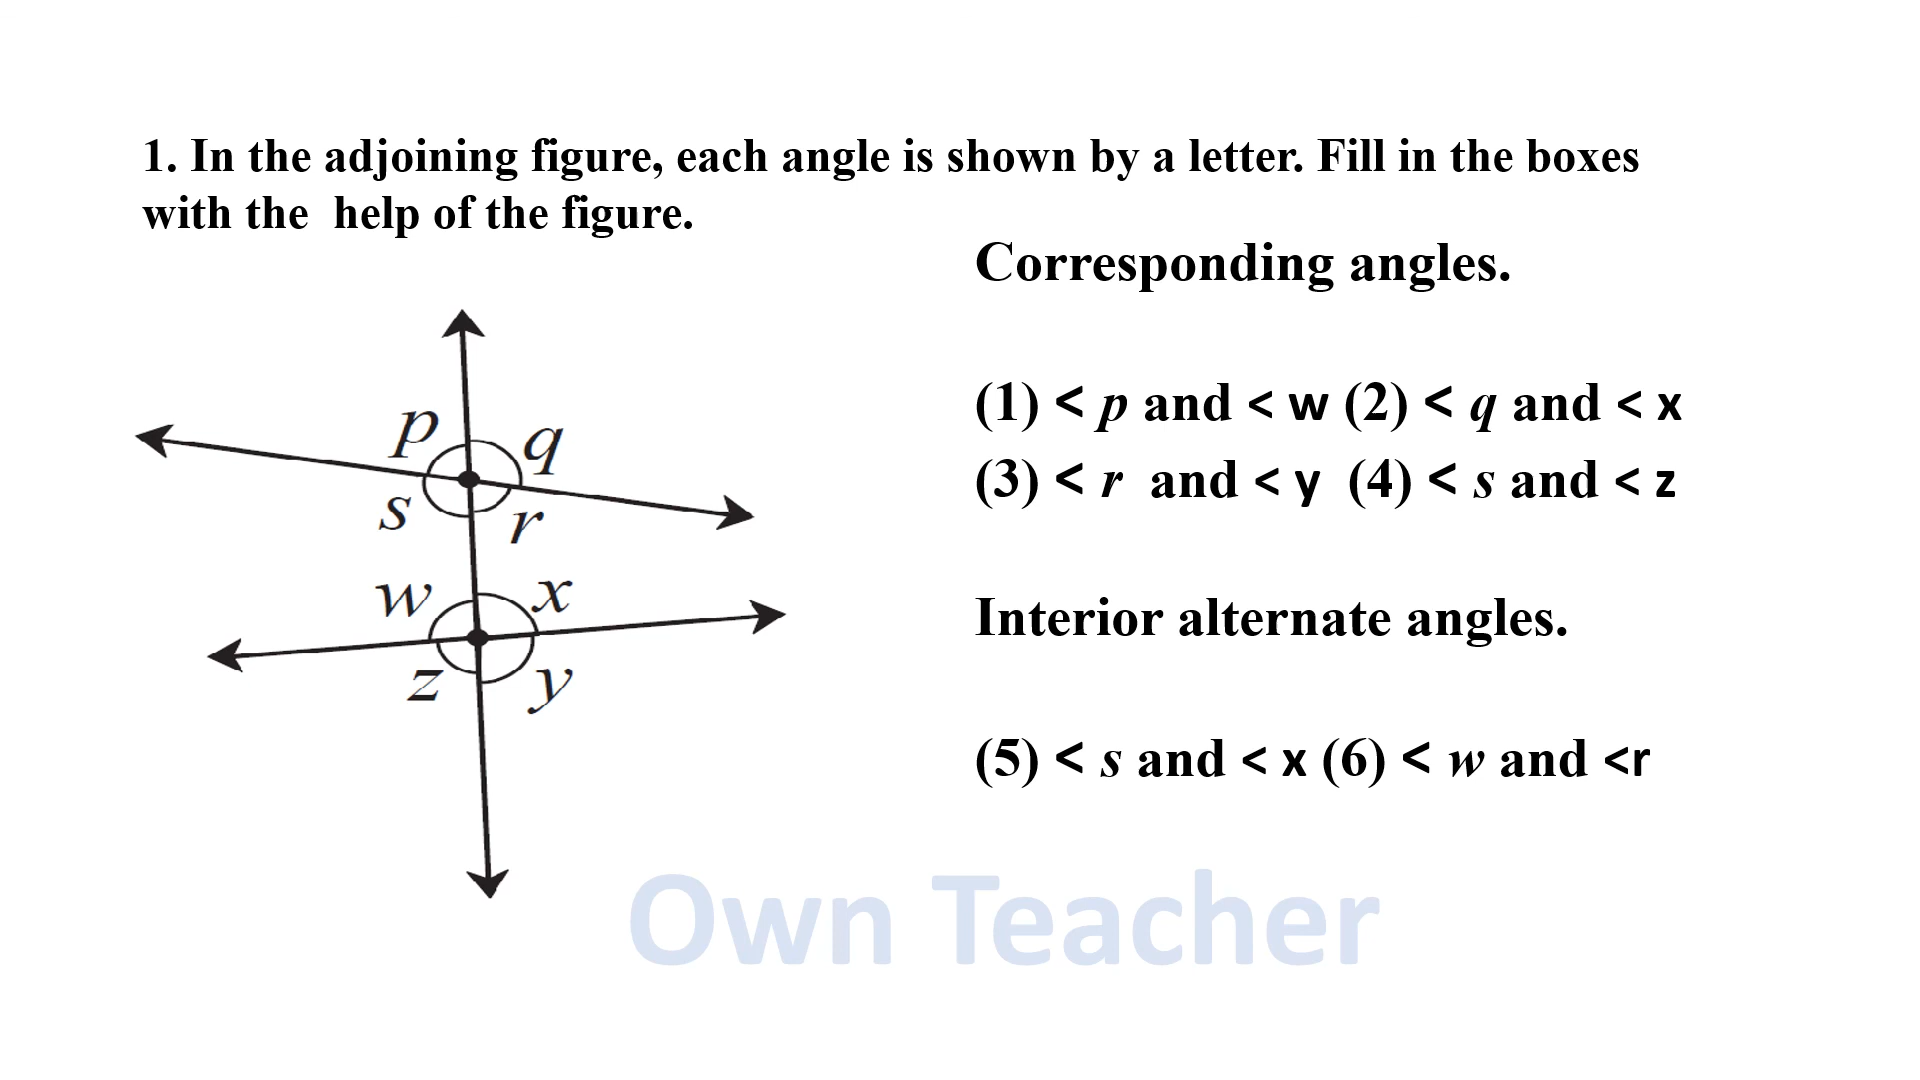 1. In the adjoining figure, each angle is shown by a letter. Fill in the boxes
with the help of the figure.
Corresponding angles.
(1) < p and < w (2) < q and < x
(3) < r and < y (4) < s and < z
Interior alternate angles.
(5) < s and < x (6) < w and <r
p
q
s
r
w
x
z
y
Own Teacher